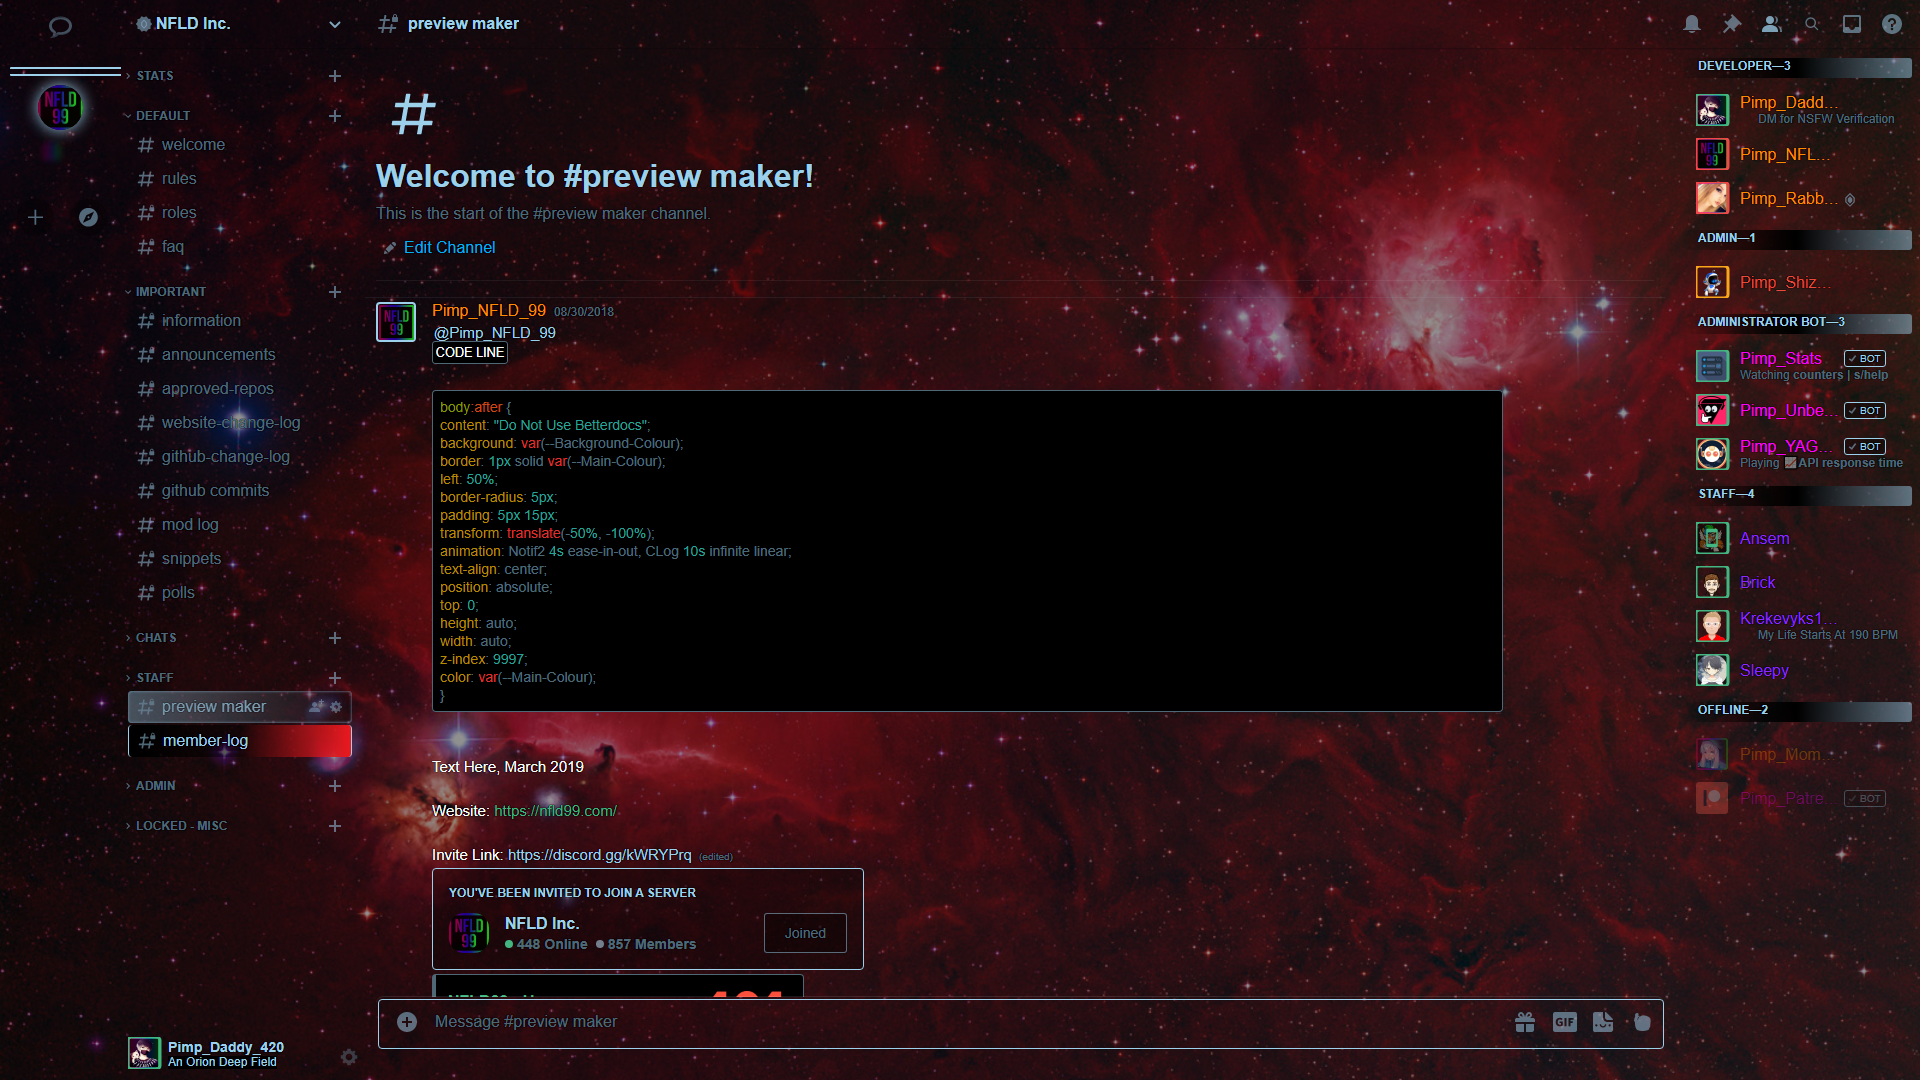 NFLD Inc.
preview maker
NFLD
99
STATS
DEFAULT
welcome
rules
roles
faq
IMPORTANT
information
announcements
approved-repos
website-change-log
github-change-log
github commits
mod log
snippets
polls
CHATS
STAFF
preview maker
member-log
ADMIN
LOCKED - MISC
Pimp_Daddy_420
An Orion Deep Field
#
Welcome to #preview maker!
This is the start of the #preview maker channel.
Edit Channel
NFLD
99
Pimp_NFLD_99 08/30/2018
@Pimp_NFLD_99
CODE LINE
body:after {
content: "Do Not Use Betterdocs";
background: var(--Background-Colour);
border: 1px solid var(--Main-Colour);
left: 50%;
border-radius: 5px;
padding: 5px 15px;
transform: translate(-50%, -100%);
animation: Notif2 4s ease-in-out, CLog 10s infinite linear;
text-align: center;
position: absolute;
top: 0;
height: auto;
width: auto;
z-index: 9997;
color: var(--Main-Colour);
}
Text Here, March 2019
Website: https://nfld99.com/
Invite Link: https://discord.gg/kWRYPrq (edited)
YOU'VE BEEN INVITED TO JOIN A SERVER
NFLD
99
NFLD Inc.
448 Online 857 Members
Joined
Message #preview maker
GIF
DEVELOPER—3
Pimp_Dadd...
DM for NSFW Verification
NFLD
99
Pimp_NFL...
Pimp_Rabb...
ADMIN—1
Pimp_Shiz...
ADMINISTRATOR BOT—3
Pimp_Stats ✓ BOT
Watching counters | s/help
Pimp_Unbe... ✓ BOT
Pimp_YAG... ✓ BOT
Playing API response time
STAFF—4
Ansem
Brick
Krekevyks1...
My Life Starts At 190 BPM
Sleepy
OFFLINE—2
Pimp_Mom...
Pimp_Patre... ✓ BOT